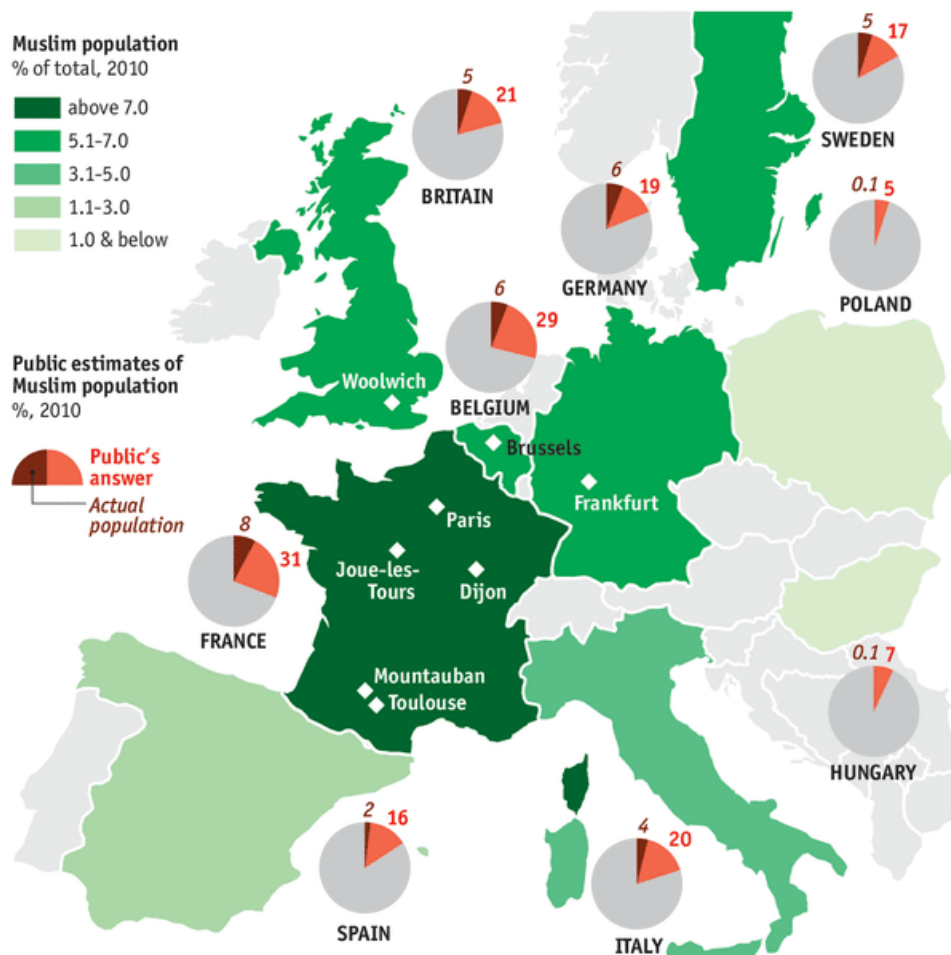 Muslim population
% of total, 2010
above 7.0
5.1-7.0
3.1-5.0
1.1-3.0
1.0 & below
Public estimates of
Muslim population
%, 2010
Public's
answer
Actual
population
5
21
BRITAIN
5
17
SWEDEN
6
19
GERMANY
0.1
5
POLAND
6
29
BELGIUM
Woolwich
Brussels
Frankfurt
Paris
Joue-les-
Tours
Dijon
8
31
FRANCE
Mountauban
Toulouse
0.1
7
HUNGARY
2
16
SPAIN
4
20
ITALY